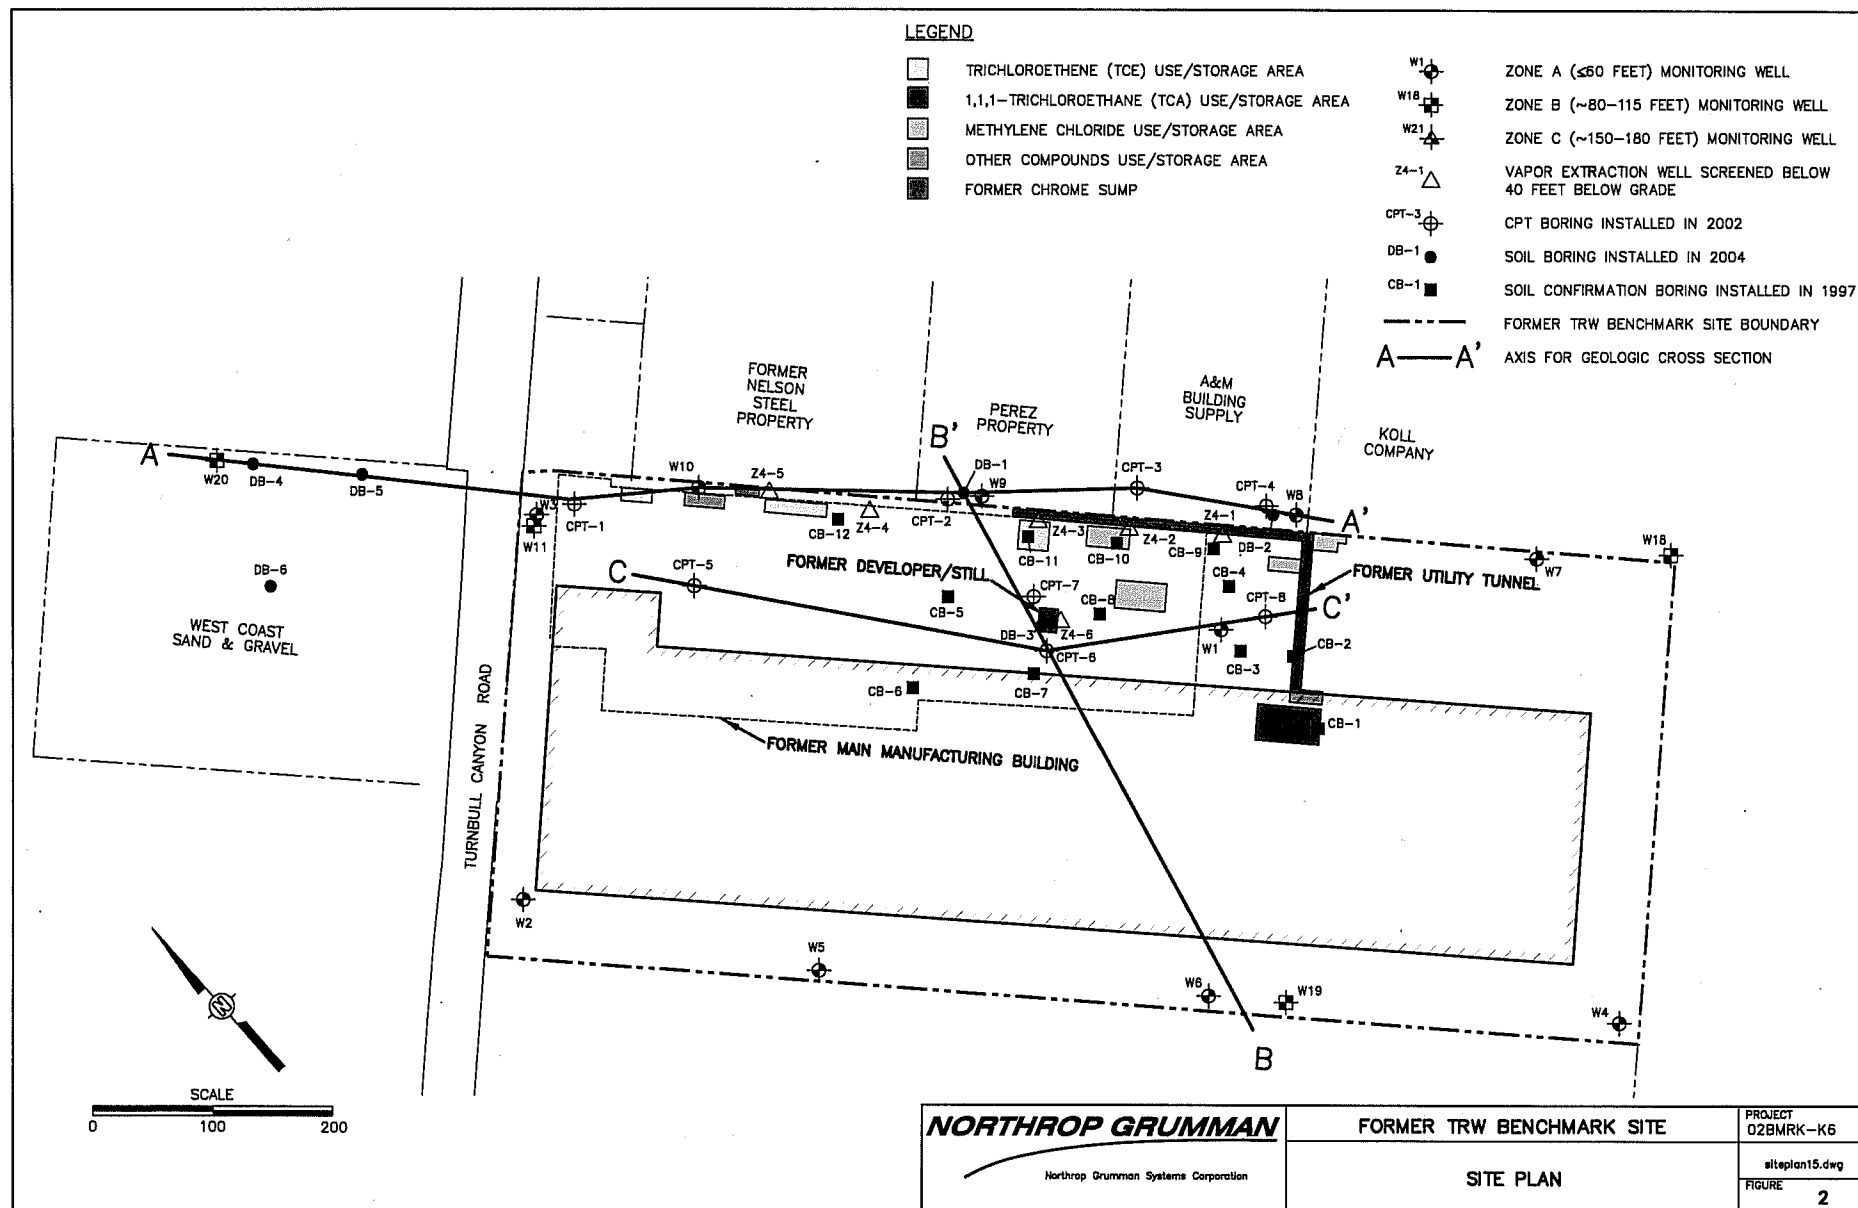 LEGEND
TRICHLOROETHENE (TCE) USE/STORAGE AREA
1,1,1-TRICHLOROETHANE (TCA) USE/STORAGE AREA
METHYLENE CHLORIDE USE/STORAGE AREA
OTHER COMPOUNDS USE/STORAGE AREA
FORMER CHROME SUMP
W1 ZONE A (≤60 FEET) MONITORING WELL
W18 ZONE B (~80-115 FEET) MONITORING WELL
W21 ZONE C (~150-180 FEET) MONITORING WELL
Z4-1 VAPOR EXTRACTION WELL SCREENED BELOW
40 FEET BELOW GRADE
CPT-3 CPT BORING INSTALLED IN 2002
DB-1 SOIL BORING INSTALLED IN 2004
CB-1 SOIL CONFIRMATION BORING INSTALLED IN 1997
FORMER TRW BENCHMARK SITE BOUNDARY
A A' AXIS FOR GEOLOGIC CROSS SECTION
FORMER
NELSON
STEEL
PROPERTY
PEREZ
PROPERTY
A&M
BUILDING
SUPPLY
KOLL
COMPANY
A
W20
DB-4
DB-5
W3
W11
CPT-1
W10
Z4-5
Z4-4
CB-12
B'
CPT-2
DB-1
W9
CPT-3
CPT-4
W8
A'
Z4-3
Z4-2
Z4-1
DB-2
CB-11
CB-10
CB-9
W7
W18
DB-6
WEST COAST
SAND & GRAVEL
C
CPT-5
FORMER DEVELOPER/STILL
CPT-7
CB-5
CB-8
CB-4
CPT-8
C'
FORMER UTILITY TUNNEL
DB-3
Z4-6
CPT-6
W1
CB-3
CB-2
CB-6
CB-7
CB-1
FORMER MAIN MANUFACTURING BUILDING
TURNBULL CANYON ROAD
W2
W5
W6
W19
W4
B
SCALE
0 100 200
NORTHROP GRUMMAN
Northrop Grumman Systems Corporation
FORMER TRW BENCHMARK SITE
SITE PLAN
PROJECT
02BMRK-K6
siteplan15.dwg
FIGURE
2